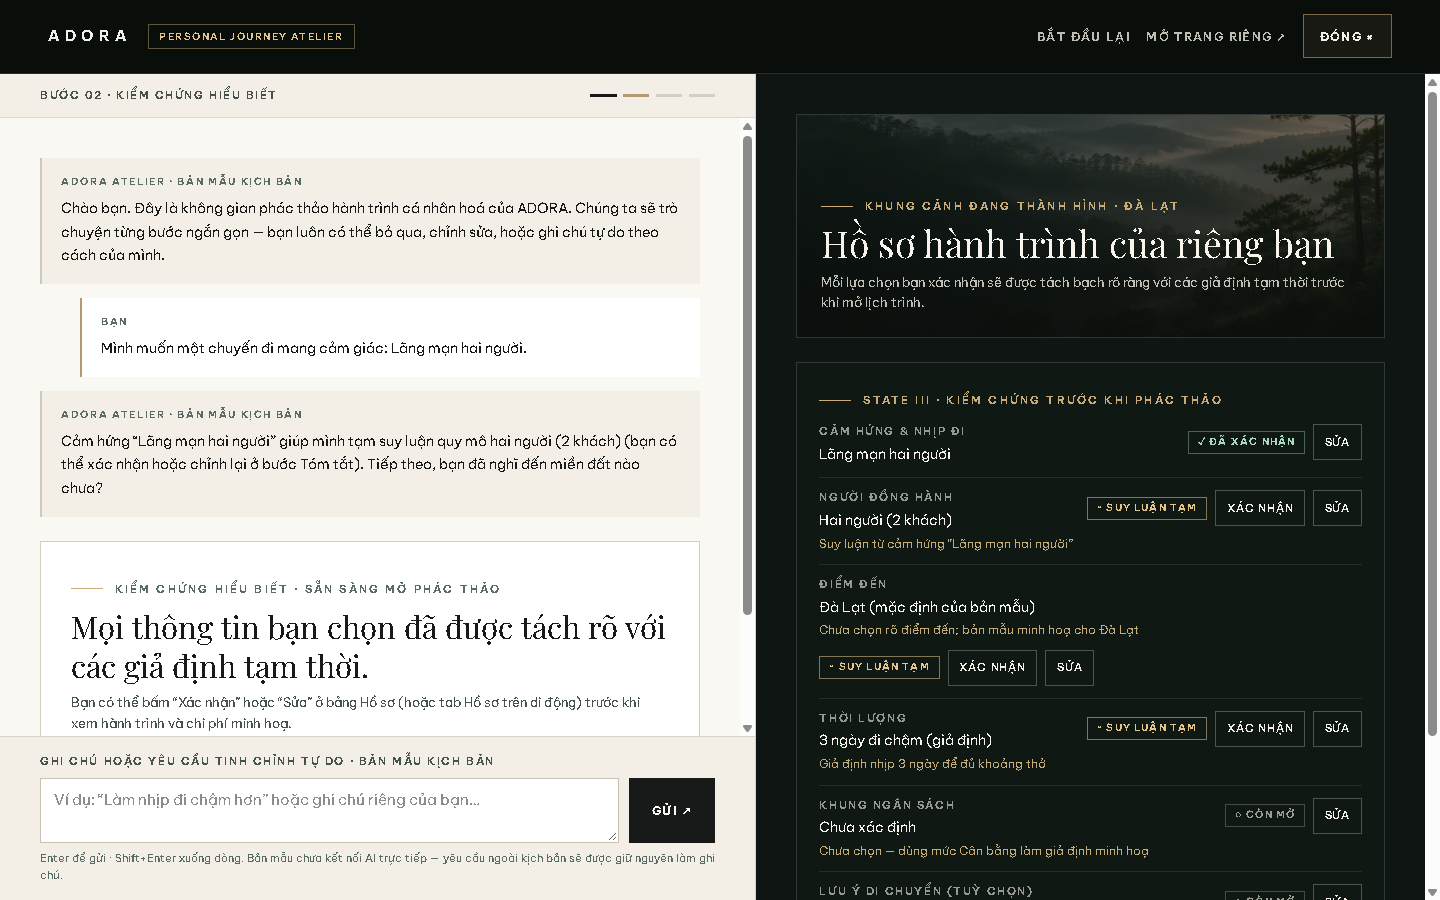 ADORA
PERSONAL JOURNEY ATELIER
BẮT ĐẦU LẠI
MỞ TRANG RIÊNG ↗
ĐÓNG ×
BƯỚC 02 · KIỂM CHỨNG HIỂU BIẾT
ADORA ATELIER · BẢN MẪU KỊCH BẢN
Chào bạn. Đây là không gian phác thảo hành trình cá nhân hoá của ADORA. Chúng ta sẽ trò
chuyện từng bước ngắn gọn — bạn luôn có thể bỏ qua, chỉnh sửa, hoặc ghi chú tự do theo
cách của mình.
BẠN
Mình muốn một chuyến đi mang cảm giác: Lãng mạn hai người.
ADORA ATELIER · BẢN MẪU KỊCH BẢN
Cảm hứng “Lãng mạn hai người” giúp mình tạm suy luận quy mô hai người (2 khách) (bạn có
thể xác nhận hoặc chỉnh lại ở bước Tóm tắt). Tiếp theo, bạn đã nghĩ đến miền đất nào
chưa?
KIỂM CHỨNG HIỂU BIẾT · SẴN SÀNG MỞ PHÁC THẢO
Mọi thông tin bạn chọn đã được tách rõ với
các giả định tạm thời.
Bạn có thể bấm “Xác nhận” hoặc “Sửa” ở bảng Hồ sơ (hoặc tab Hồ sơ trên di động) trước khi
xem hành trình và chi phí minh hoạ.
GHI CHÚ HOẶC YÊU CẦU TINH CHỈNH TỰ DO · BẢN MẪU KỊCH BẢN
Ví dụ: “Làm nhịp đi chậm hơn” hoặc ghi chú riêng của bạn...
GỬI ↗
Enter để gửi · Shift+Enter xuống dòng. Bản mẫu chưa kết nối AI trực tiếp — yêu cầu ngoài kịch bản sẽ được giữ nguyên làm ghi
chú.
KHUNG CẢNH ĐANG THÀNH HÌNH · ĐÀ LẠT
Hồ sơ hành trình của riêng bạn
Mỗi lựa chọn bạn xác nhận sẽ được tách bạch rõ ràng với các giả định tạm thời trước
khi mở lịch trình.
STATE III · KIỂM CHỨNG TRƯỚC KHI PHÁC THẢO
CẢM HỨNG & NHỊP ĐI
Lãng mạn hai người
✓ ĐÃ XÁC NHẬN
SỬA
NGƯỜI ĐỒNG HÀNH
Hai người (2 khách)
Suy luận từ cảm hứng “Lãng mạn hai người”
~ SUY LUẬN TẠM
XÁC NHẬN
SỬA
ĐIỂM ĐẾN
Đà Lạt (mặc định của bản mẫu)
Chưa chọn rõ điểm đến; bản mẫu minh hoạ cho Đà Lạt
~ SUY LUẬN TẠM
XÁC NHẬN
SỬA
THỜI LƯỢNG
3 ngày đi chậm (giả định)
Giả định nhịp 3 ngày để đủ khoảng thở
~ SUY LUẬN TẠM
XÁC NHẬN
SỬA
KHUNG NGÂN SÁCH
Chưa xác định
Chưa chọn — dùng mức Cân bằng làm giả định minh hoạ
○ CÒN MỞ
SỬA
LƯU Ý DI CHUYỂN (TUỲ CHỌN)
○ CÒN MỞ
SỬA